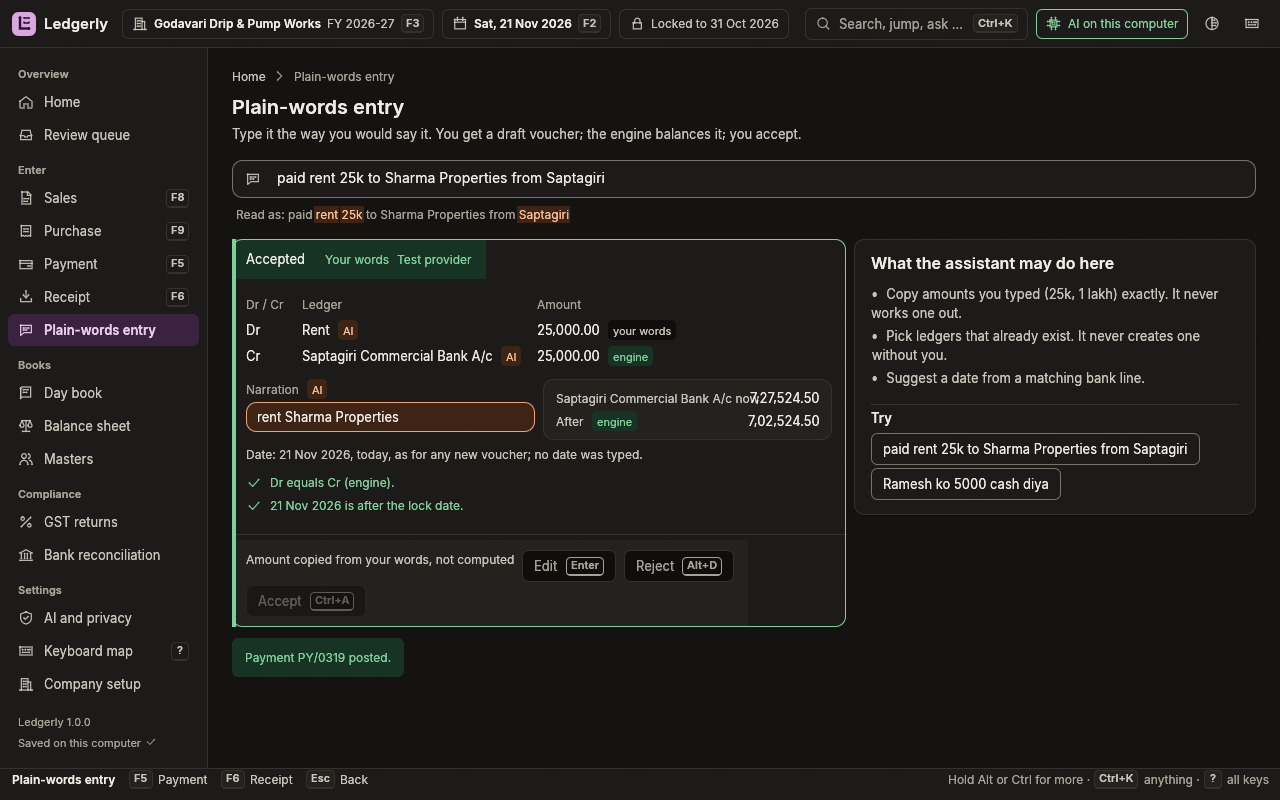 Ledgerly
Godavari Drip & Pump Works FY 2026-27 F3
Sat, 21 Nov 2026 F2
Locked to 31 Oct 2026
Search, jump, ask ... Ctrl+K
AI on this computer
Overview
Home
Review queue
Enter
Sales F8
Purchase F9
Payment F5
Receipt F6
Plain-words entry
Books
Day book
Balance sheet
Masters
Compliance
GST returns
Bank reconciliation
Settings
AI and privacy
Keyboard map ?
Company setup
Ledgerly 1.0.0
Saved on this computer
Home > Plain-words entry
Plain-words entry
Type it the way you would say it. You get a draft voucher; the engine balances it; you accept.
paid rent 25k to Sharma Properties from Saptagiri
Read as: paid rent 25k to Sharma Properties from Saptagiri
Accepted Your words Test provider
Dr / Cr Ledger Amount
Dr Rent AI 25,000.00 your words
Cr Saptagiri Commercial Bank A/c AI 25,000.00 engine
Narration AI
rent Sharma Properties
Saptagiri Commercial Bank A/c now 7,27,524.50
After engine 7,02,524.50
Date: 21 Nov 2026, today, as for any new voucher; no date was typed.
Dr equals Cr (engine).
21 Nov 2026 is after the lock date.
Amount copied from your words, not computed
Edit Enter
Reject Alt+D
Accept Ctrl+A
Payment PY/0319 posted.
What the assistant may do here
• Copy amounts you typed (25k, 1 lakh) exactly. It never
works one out.
• Pick ledgers that already exist. It never creates one
without you.
• Suggest a date from a matching bank line.
Try
paid rent 25k to Sharma Properties from Saptagiri
Ramesh ko 5000 cash diya
Plain-words entry F5 Payment F6 Receipt Esc Back
Hold Alt or Ctrl for more · Ctrl+K anything · ? all keys